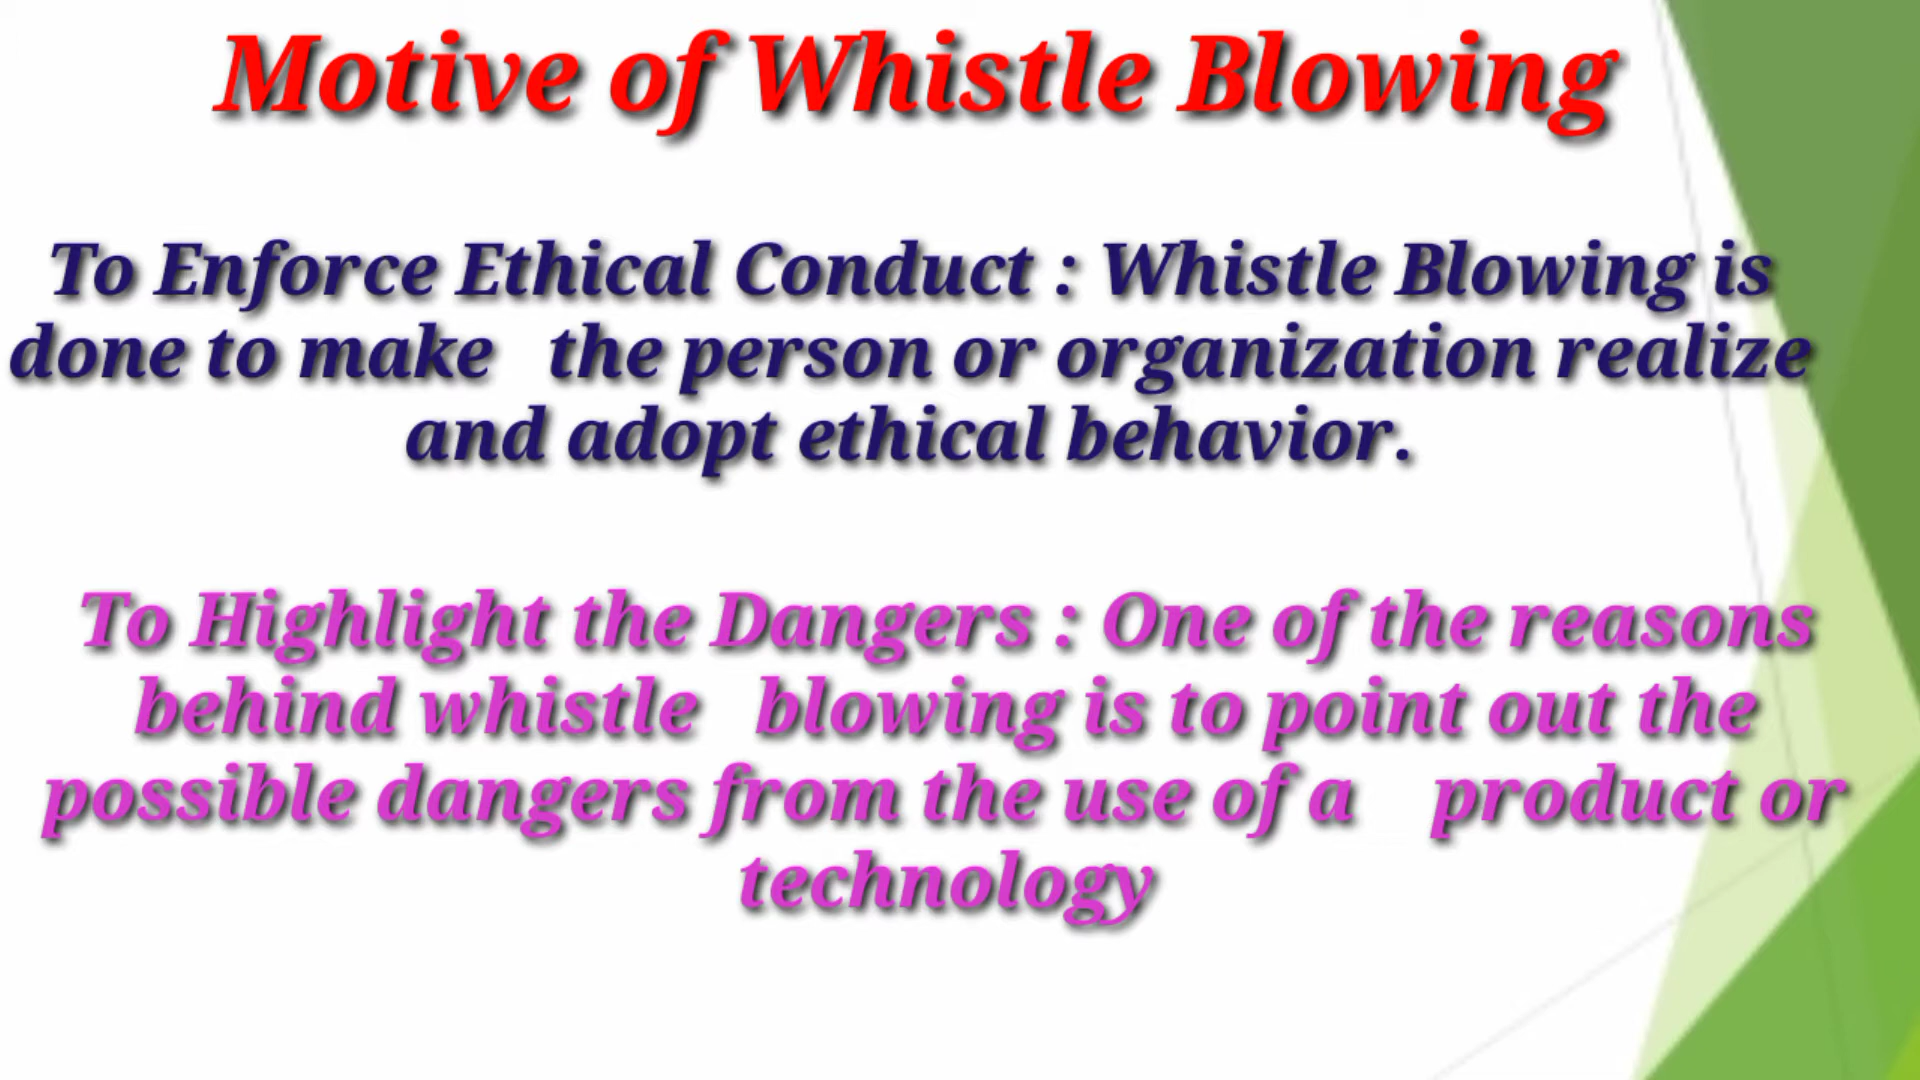 Motive of Whistle Blowing
To Enforce Ethical Conduct : Whistle Blowing is
done to make the person or organization realize
and adopt ethical behavior.
To Highlight the Dangers : One of the reasons
behind whistle blowing is to point out the
possible dangers from the use of a product or
technology